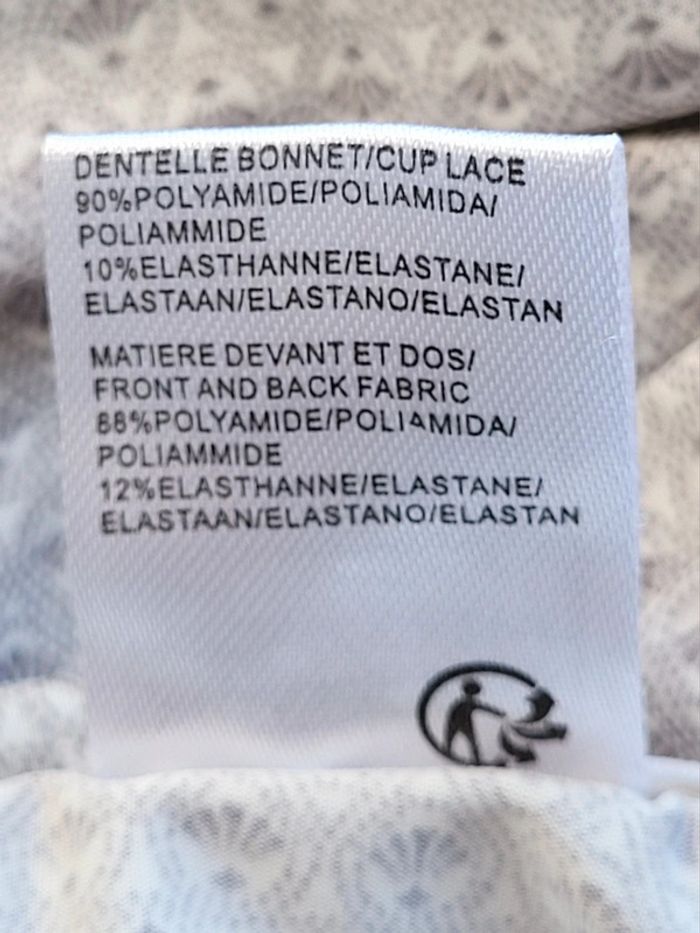 DENTELLE BONNET/CUP LACE
90%POLYAMIDE/POLIAMIDA/
POLIAMMIDE
10%ELASTHANNE/ELASTANE/
ELASTAAN/ELASTANO/ELASTAN
MATIERE DEVANT ET DOS/
FRONT AND BACK FABRIC
88%POLYAMIDE/POLIAMIDA/
POLIAMMIDE
12%ELASTHANNE/ELASTANE/
ELASTAAN/ELASTANO/ELASTAN